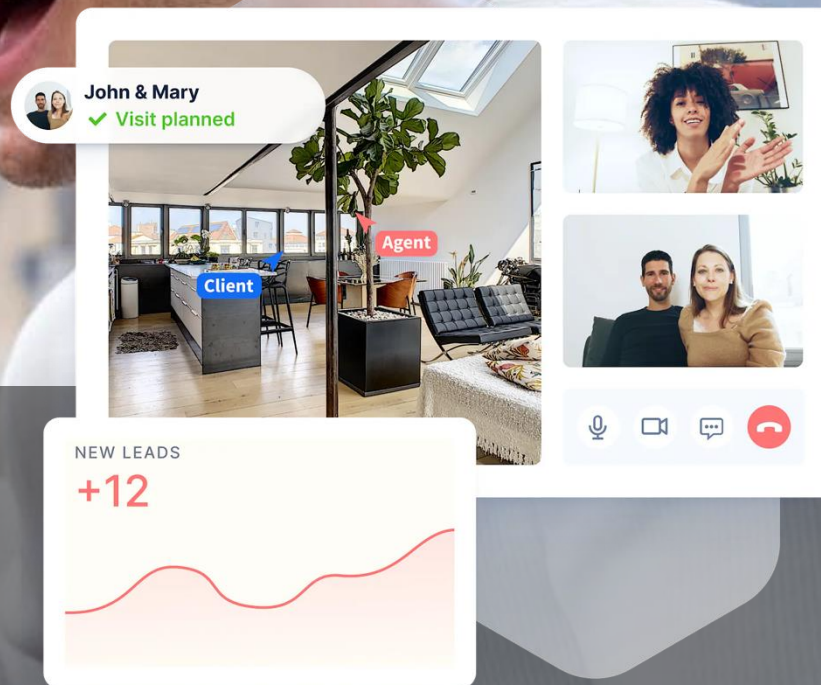 John & Mary
Visit planned
Agent
Client
NEW LEADS
+12